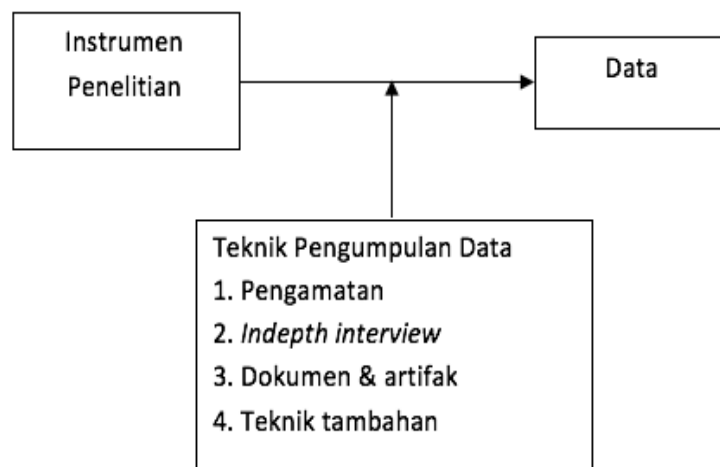 Instrumen
Penelitian
Data
Teknik Pengumpulan Data
1. Pengamatan
2. Indepth interview
3. Dokumen & artifak
4. Teknik tambahan